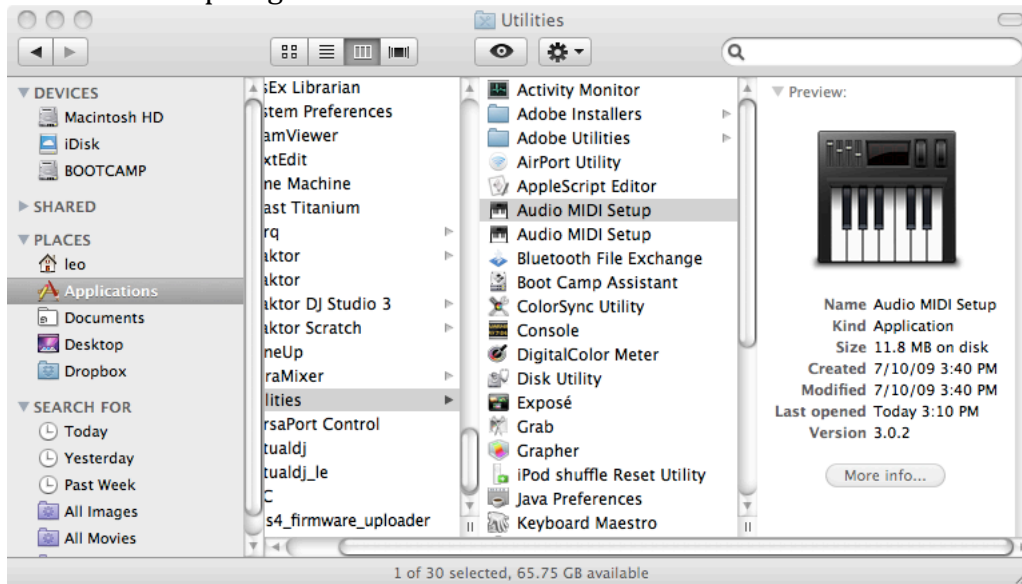 Utilities
DEVICES
Macintosh HD
iDisk
BOOTCAMP
SHARED
PLACES
leo
Applications
Documents
Desktop
Dropbox
SEARCH FOR
Today
Yesterday
Past Week
All Images
All Movies
sEx Librarian
stem Preferences
amViewer
xtEdit
ne Machine
ast Titanium
rq
aktor
aktor
aktor DJ Studio 3
aktor Scratch
neUp
raMixer
lities
rsaPort Control
tualdj
tualdj_le
C
s4_firmware_uploader
Activity Monitor
Adobe Installers
Adobe Utilities
AirPort Utility
AppleScript Editor
Audio MIDI Setup
Audio MIDI Setup
Bluetooth File Exchange
Boot Camp Assistant
ColorSync Utility
Console
DigitalColor Meter
Disk Utility
Exposé
Grab
Grapher
iPod shuffle Reset Utility
Java Preferences
Keyboard Maestro
Preview:
Name Audio MIDI Setup
Kind Application
Size 11.8 MB on disk
Created 7/10/09 3:40 PM
Modified 7/10/09 3:40 PM
Last opened Today 3:10 PM
Version 3.0.2
More info...
1 of 30 selected, 65.75 GB available